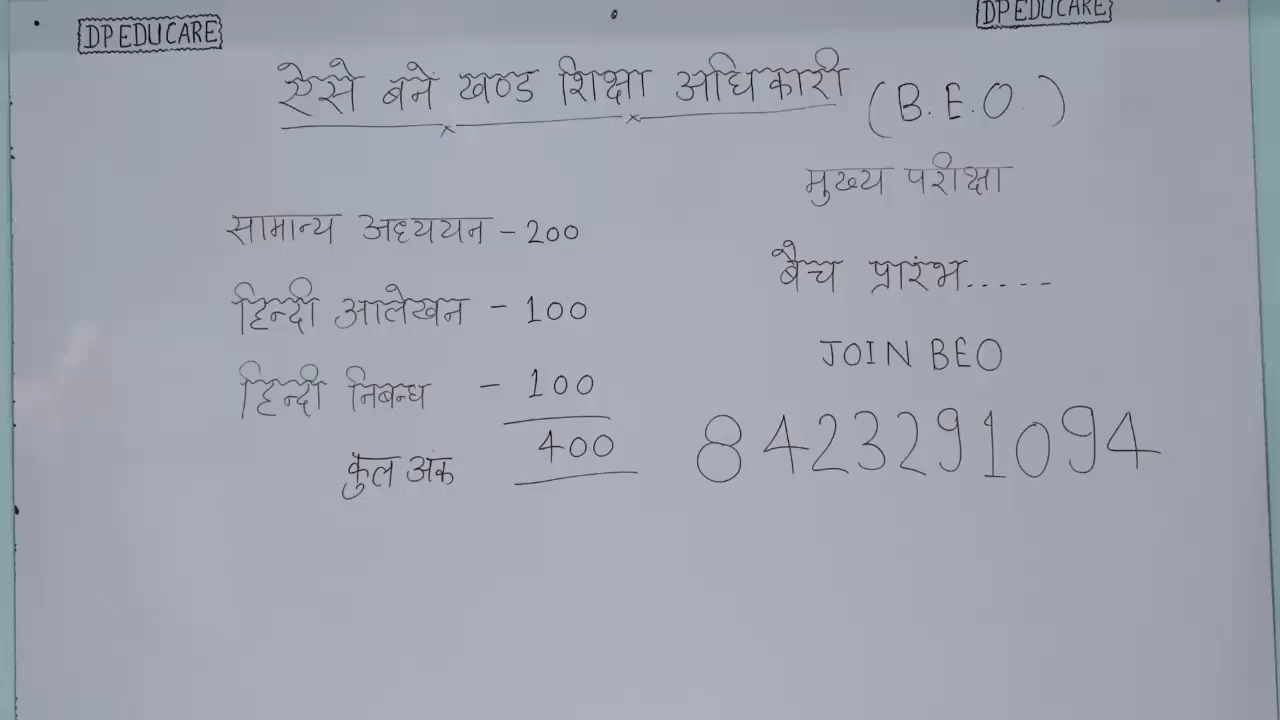 DP EDUCARE
DP EDUCARE
ऐसे बने खण्ड शिक्षा अधिकारी (B.E.O.)
मुख्य परीक्षा
सामान्य अध्ययन - 200
बैच प्रारंभ.....
हिन्दी आलेखन - 100
JOIN BEO
हिन्दी निबन्ध - 100
8423291094
कुल अंक 400